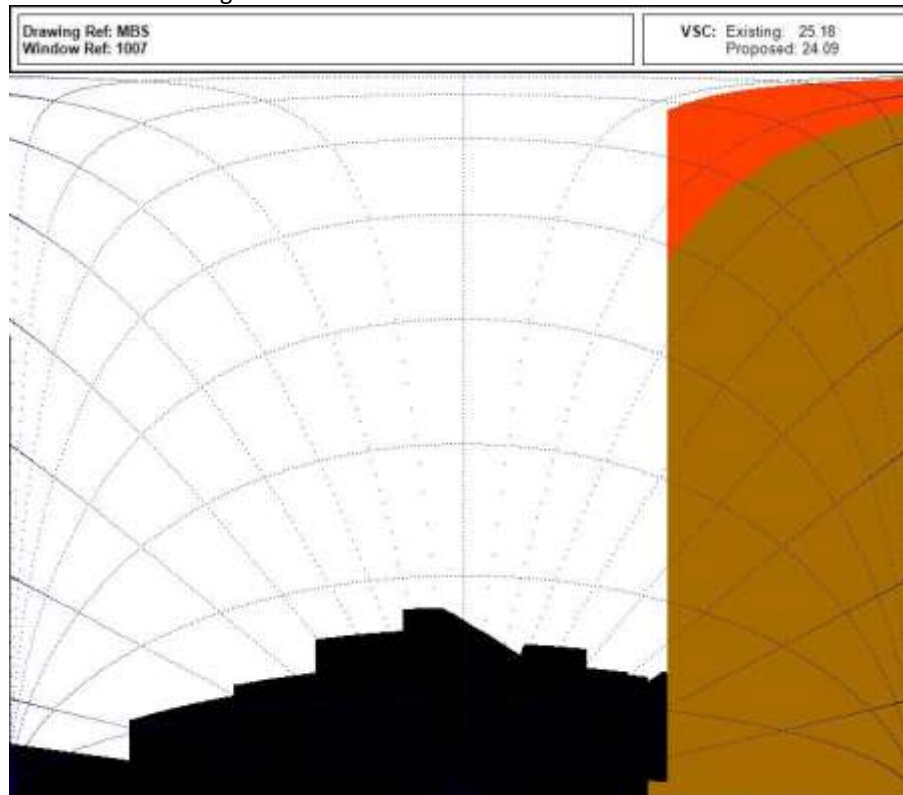 Drawing Ref: MBS
Window Ref: 1007
VSC: Existing: 25.18
Proposed: 24.09